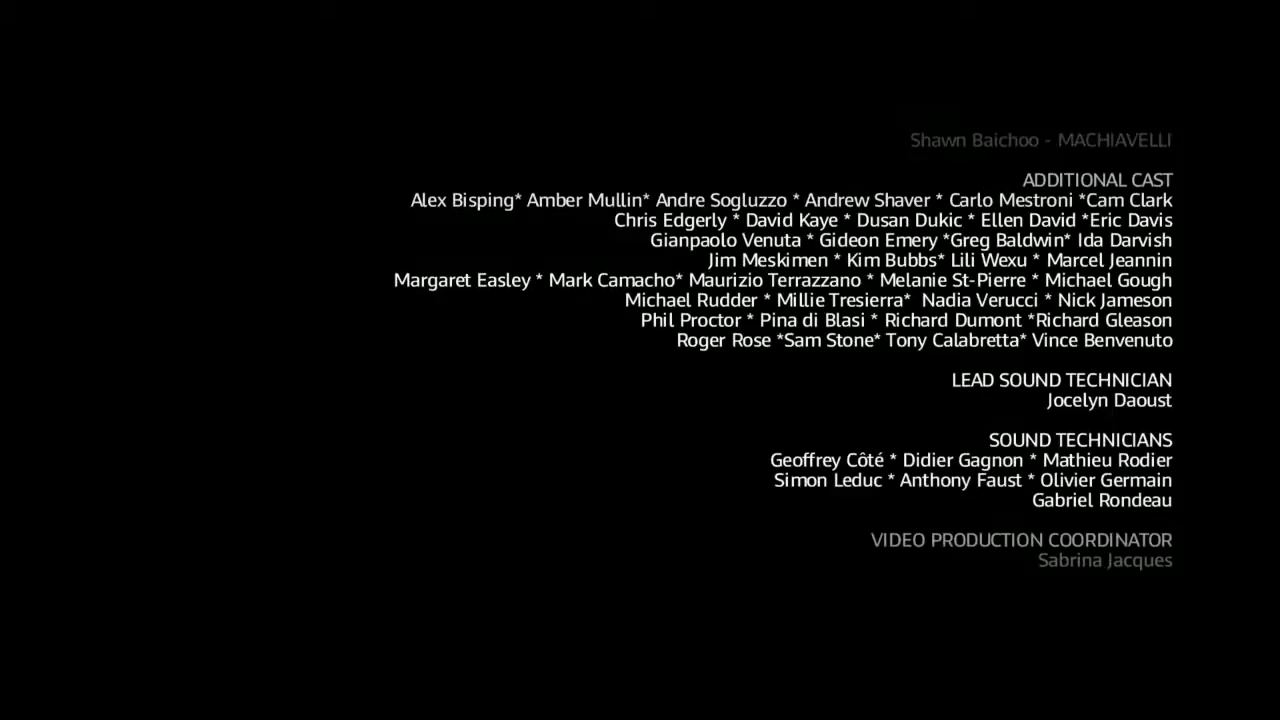 Shawn Baichoo - MACHIAVELLI
ADDITIONAL CAST
Alex Bisping* Amber Mullin* Andre Sogluzzo * Andrew Shaver * Carlo Mestroni *Cam Clark
Chris Edgerly * David Kaye * Dusan Dukic * Ellen David *Eric Davis
Gianpaolo Venuta * Gideon Emery *Greg Baldwin* Ida Darvish
Jim Meskimen * Kim Bubbs* Lili Wexu * Marcel Jeannin
Margaret Easley * Mark Camacho* Maurizio Terrazzano * Melanie St-Pierre * Michael Gough
Michael Rudder * Millie Tresierra*  Nadia Verucci * Nick Jameson
Phil Proctor * Pina di Blasi * Richard Dumont *Richard Gleason
Roger Rose *Sam Stone* Tony Calabretta* Vince Benvenuto
LEAD SOUND TECHNICIAN
Jocelyn Daoust
SOUND TECHNICIANS
Geoffrey Côté * Didier Gagnon * Mathieu Rodier
Simon Leduc * Anthony Faust * Olivier Germain
Gabriel Rondeau
VIDEO PRODUCTION COORDINATOR
Sabrina Jacques